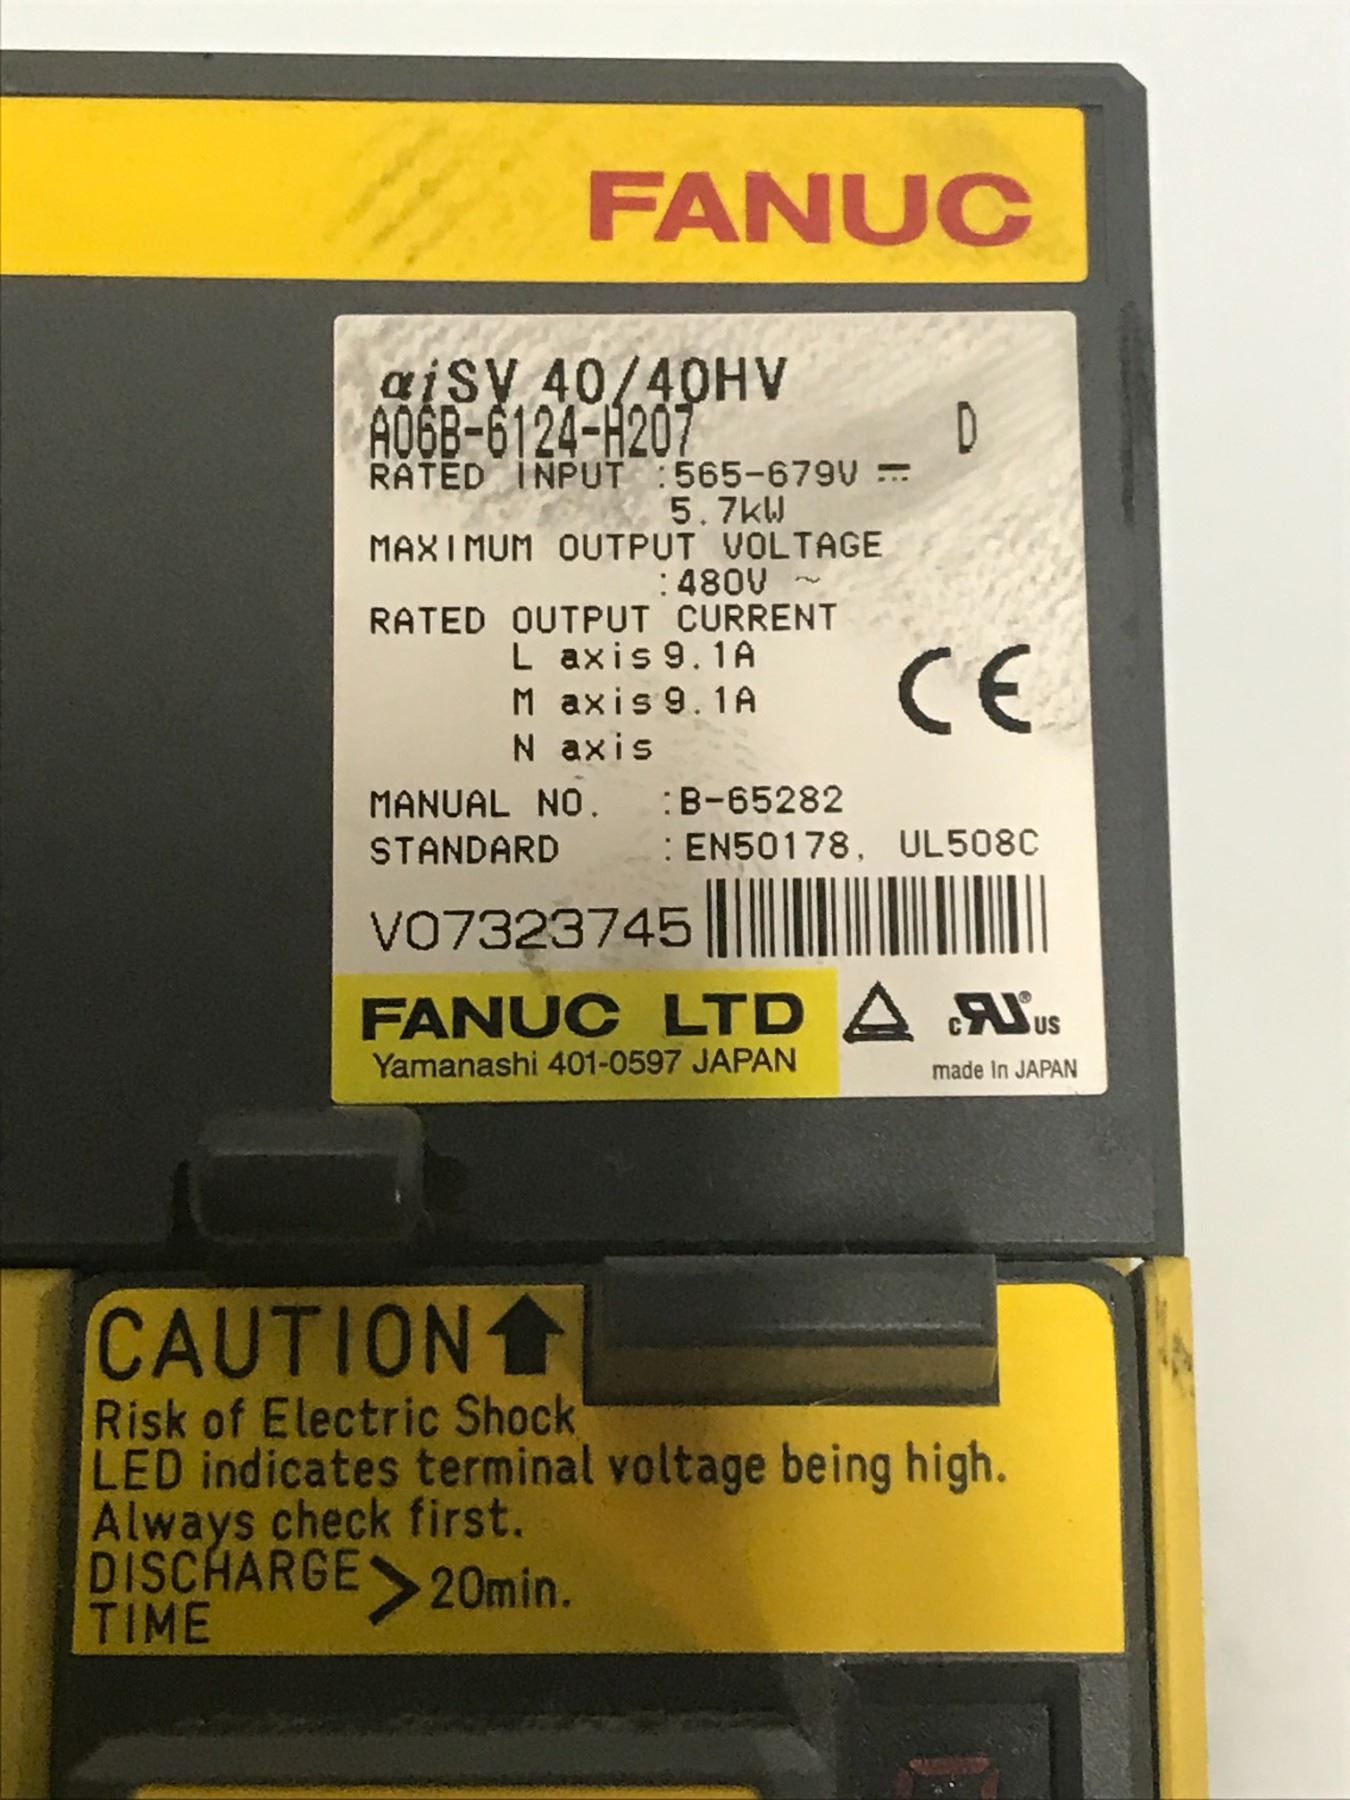 FANUC
αiSV 40/40HV
A06B-6124-H207 D
RATED INPUT :565-679V ⎓
5.7kW
MAXIMUM OUTPUT VOLTAGE
:480V ~
RATED OUTPUT CURRENT
L axis 9.1A
M axis 9.1A
N axis
CE
MANUAL NO. :B-65282
STANDARD :EN50178, UL508C
V07323745
FANUC LTD
Yamanashi 401-0597 JAPAN
c RU® US
made in JAPAN
CAUTION ⬆
Risk of Electric Shock
LED indicates terminal voltage being high.
Always check first.
DISCHARGE TIME > 20min.